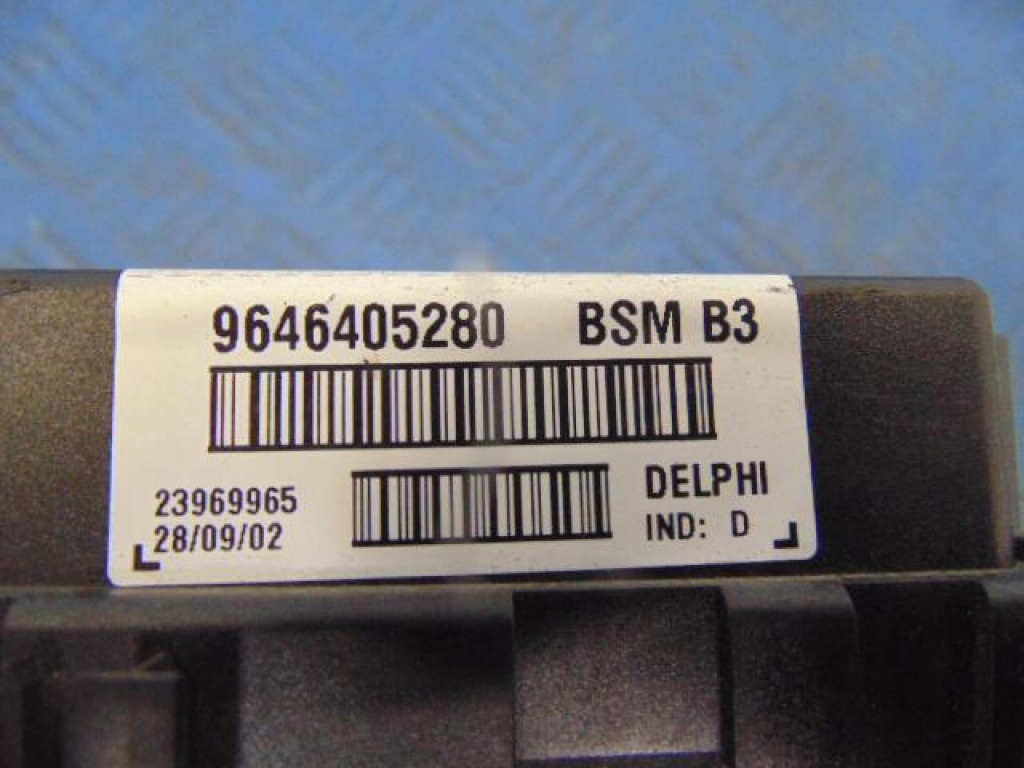 9646405280 BSM B3
23969965 DELPHI
28/09/02 IND: D